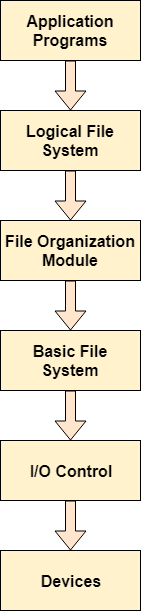 Application
Programs
Logical File
System
File Organization
Module
Basic File
System
I/O Control
Devices